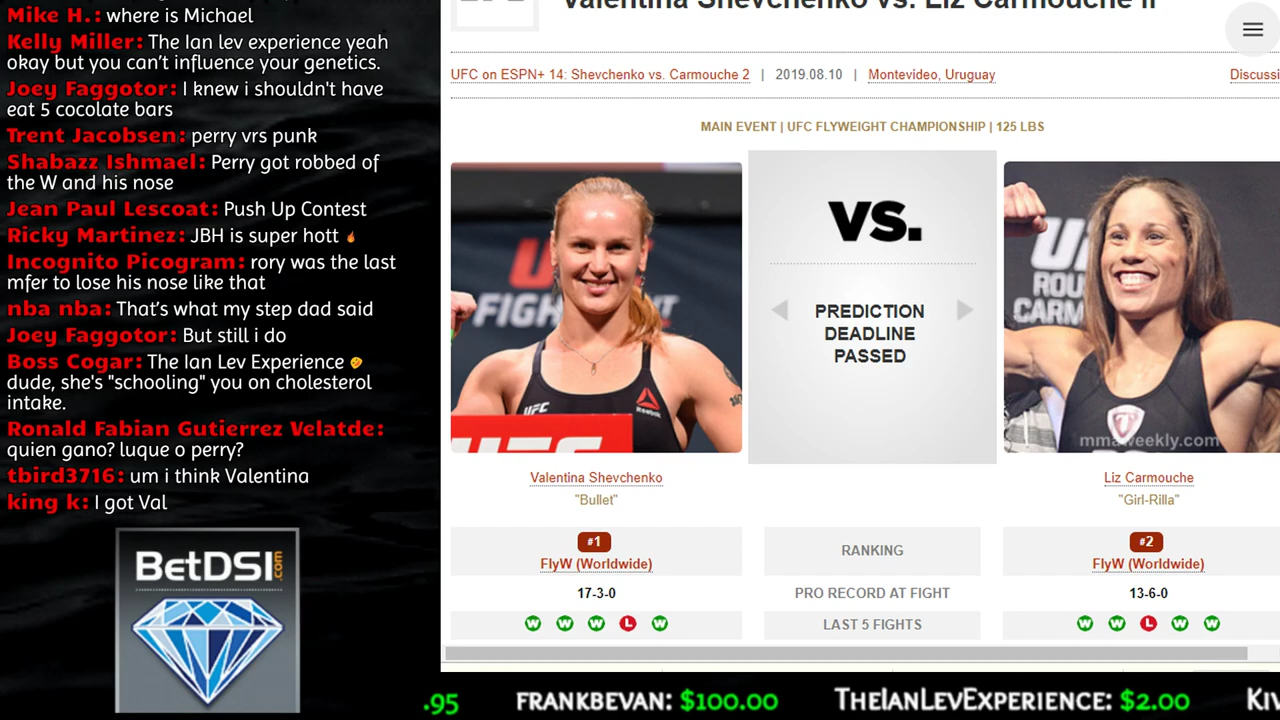 Mike H.: where is Michael
Kelly Miller: The Ian lev experience yeah
okay but you can't influence your genetics.
Joey Faggotor: I knew i shouldn't have
eat 5 cocolate bars
Trent Jacobsen: perry vrs punk
Shabazz Ishmael: Perry got robbed of
the W and his nose
Jean Paul Lescoat: Push Up Contest
Ricky Martinez: JBH is super hott 🔥
Incognito Picogram: rory was the last
mfer to lose his nose like that
nba nba: That's what my step dad said
Joey Faggotor: But still i do
Boss Cogar: The Ian Lev Experience 🤣
dude, she's "schooling" you on cholesterol
intake.
Ronald Fabian Gutierrez Velatde:
quien gano? luque o perry?
tbird3716: um i think Valentina
king k: I got Val
BetDSI.com
Valentina Shevchenko vs. Liz Carmouche II
UFC on ESPN+ 14: Shevchenko vs. Carmouche 2 | 2019.08.10 | Montevideo, Uruguay
Discussi
MAIN EVENT | UFC FLYWEIGHT CHAMPIONSHIP | 125 LBS
UFC
Reebok
UFC
VS.
PREDICTION
DEADLINE
PASSED
ROU
CARM
mmaweekly.com
Valentina Shevchenko
"Bullet"
Liz Carmouche
"Girl-Rilla"
#1
FlyW (Worldwide)
RANKING
#2
FlyW (Worldwide)
17-3-0
PRO RECORD AT FIGHT
13-6-0
W W W L W
LAST 5 FIGHTS
W W L W W
.95 FRANKBEVAN: $100.00 THEIANLEVEXPERIENCE: $2.00 KIV